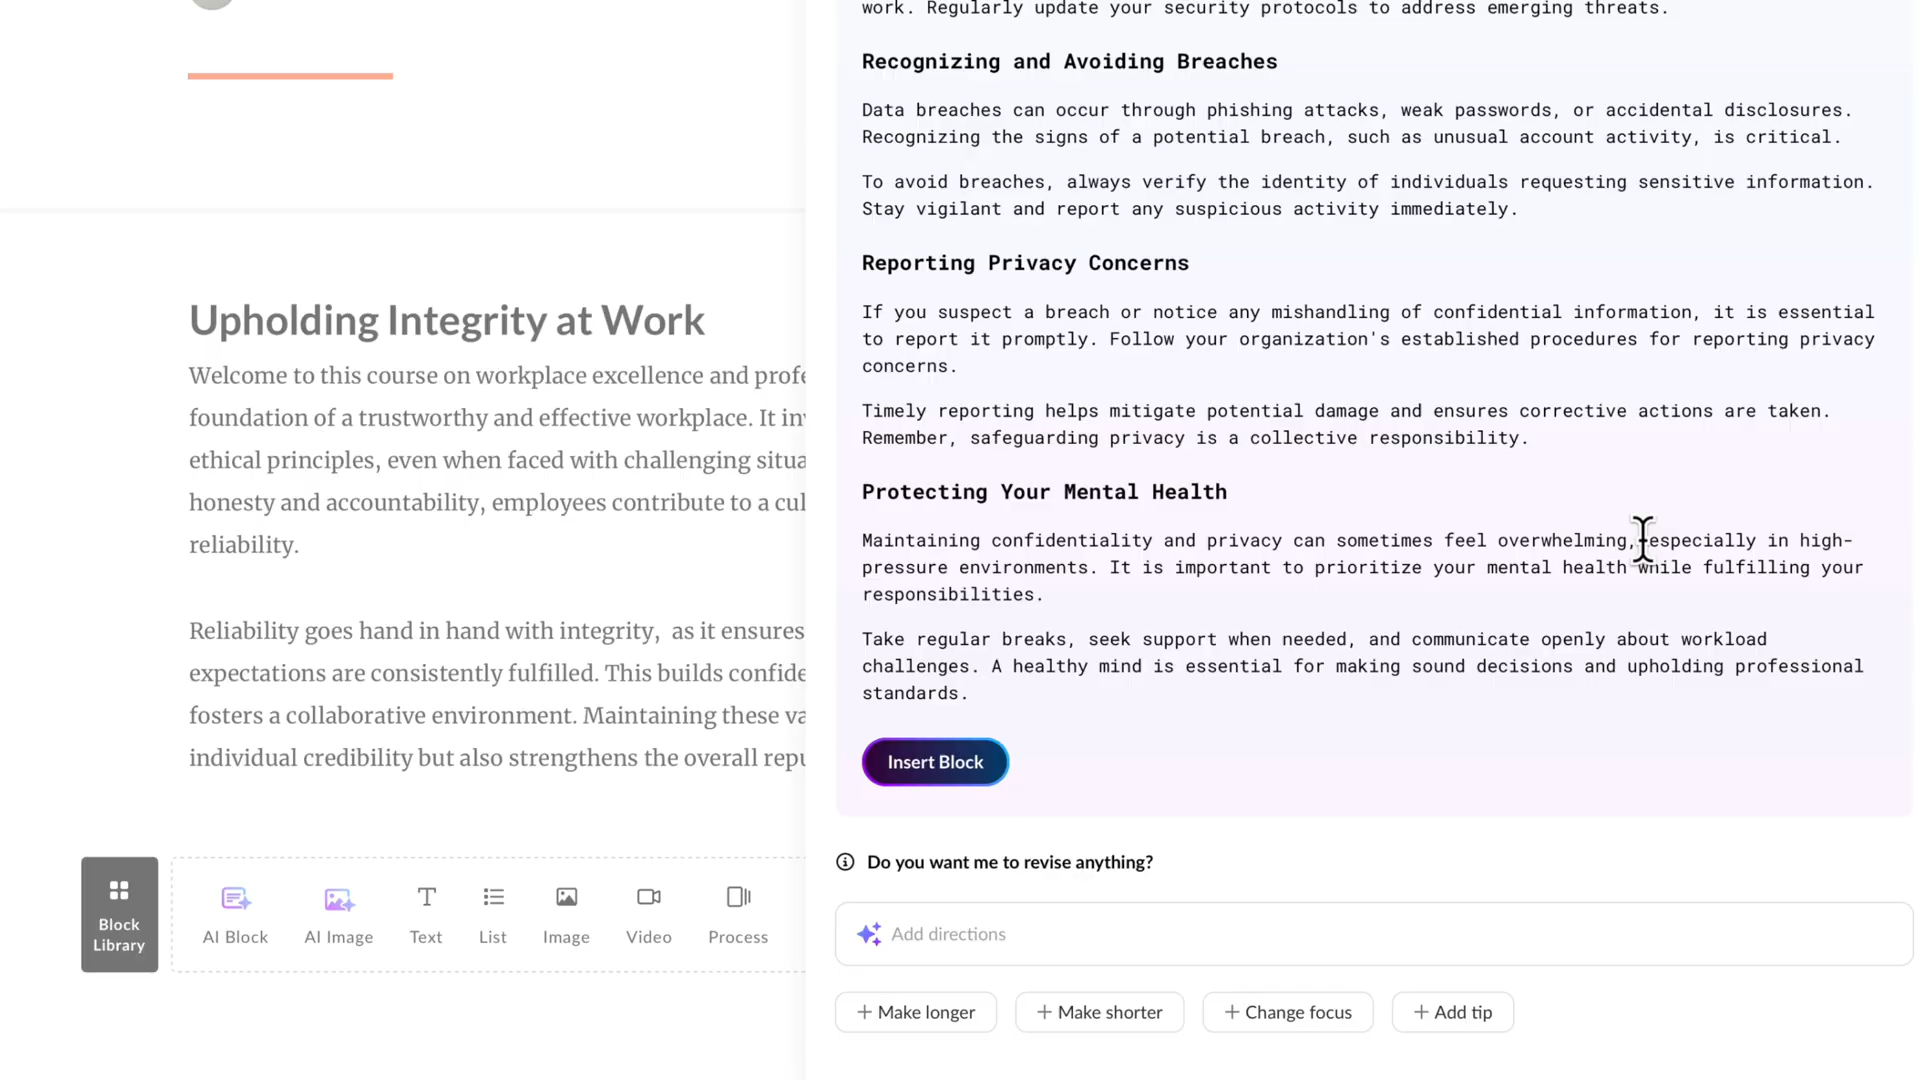 Upholding Integrity at Work
Welcome to this course on workplace excellence and profe
foundation of a trustworthy and effective workplace. It inv
ethical principles, even when faced with challenging situa
honesty and accountability, employees contribute to a cul
reliability.
Reliability goes hand in hand with integrity,  as it ensures
expectations are consistently fulfilled. This builds confide
fosters a collaborative environment. Maintaining these va
individual credibility but also strengthens the overall repu
Block
Library
AI Block
AI Image
Text
List
Image
Video
Process
work. Regularly update your security protocols to address emerging threats.
Recognizing and Avoiding Breaches
Data breaches can occur through phishing attacks, weak passwords, or accidental disclosures.
Recognizing the signs of a potential breach, such as unusual account activity, is critical.
To avoid breaches, always verify the identity of individuals requesting sensitive information.
Stay vigilant and report any suspicious activity immediately.
Reporting Privacy Concerns
If you suspect a breach or notice any mishandling of confidential information, it is essential
to report it promptly. Follow your organization's established procedures for reporting privacy
concerns.
Timely reporting helps mitigate potential damage and ensures corrective actions are taken.
Remember, safeguarding privacy is a collective responsibility.
Protecting Your Mental Health
Maintaining confidentiality and privacy can sometimes feel overwhelming, especially in high-
pressure environments. It is important to prioritize your mental health while fulfilling your
responsibilities.
Take regular breaks, seek support when needed, and communicate openly about workload
challenges. A healthy mind is essential for making sound decisions and upholding professional
standards.
Insert Block
Do you want me to revise anything?
Add directions
+ Make longer
+ Make shorter
+ Change focus
+ Add tip